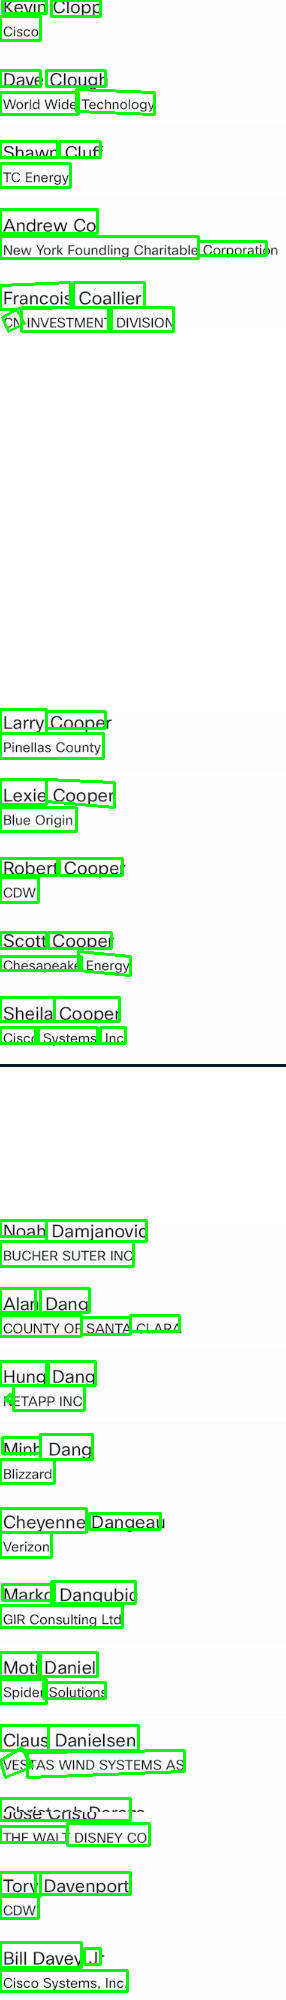 Kevin Clopp
Cisco
Dave Clough
World Wide Technology
Shawn Cluff
TC Energy
Andrew Co
New York Foundling Charitable Corporation
Francois Coallier
CN INVESTMENT DIVISION
Larry Cooper
Pinellas County
Lexie Cooper
Blue Origin
Robert Cooper
CDW
Scott Cooper
Chesapeake Energy
Sheila Cooper
Cisco Systems, Inc.
Noah Damjanovic
BUCHER SUTER INC
Alan Dang
COUNTY OF SANTA CLARA
Hung Dang
NETAPP INC
Minh Dang
Blizzard
Cheyenne Dangeau
Verizon
Marko Dangubic
GIR Consulting Ltd
Moti Daniel
Spider Solutions
Claus Danielsen
VESTAS WIND SYSTEMS AS
THE WALT DISNEY CO
Tory Davenport
CDW
Bill Davey Jr
Cisco Systems, Inc.